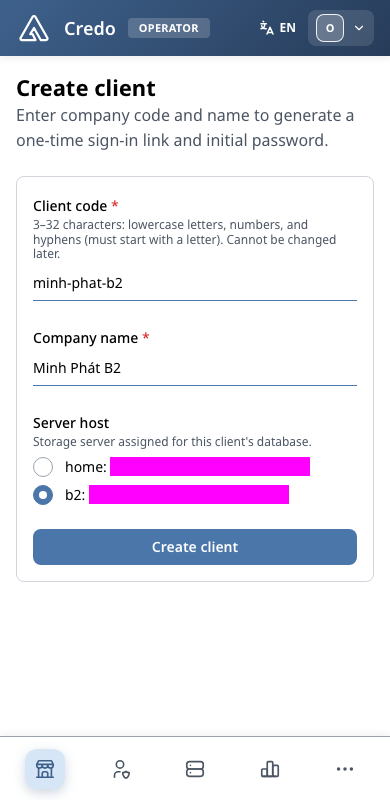 Credo OPERATOR EN O
Create client
Enter company code and name to generate a
one-time sign-in link and initial password.
Client code *
3–32 characters: lowercase letters, numbers, and
hyphens (must start with a letter). Cannot be changed
later.
minh-phat-b2
Company name *
Minh Phát B2
Server host
Storage server assigned for this client's database.
home:
b2:
Create client